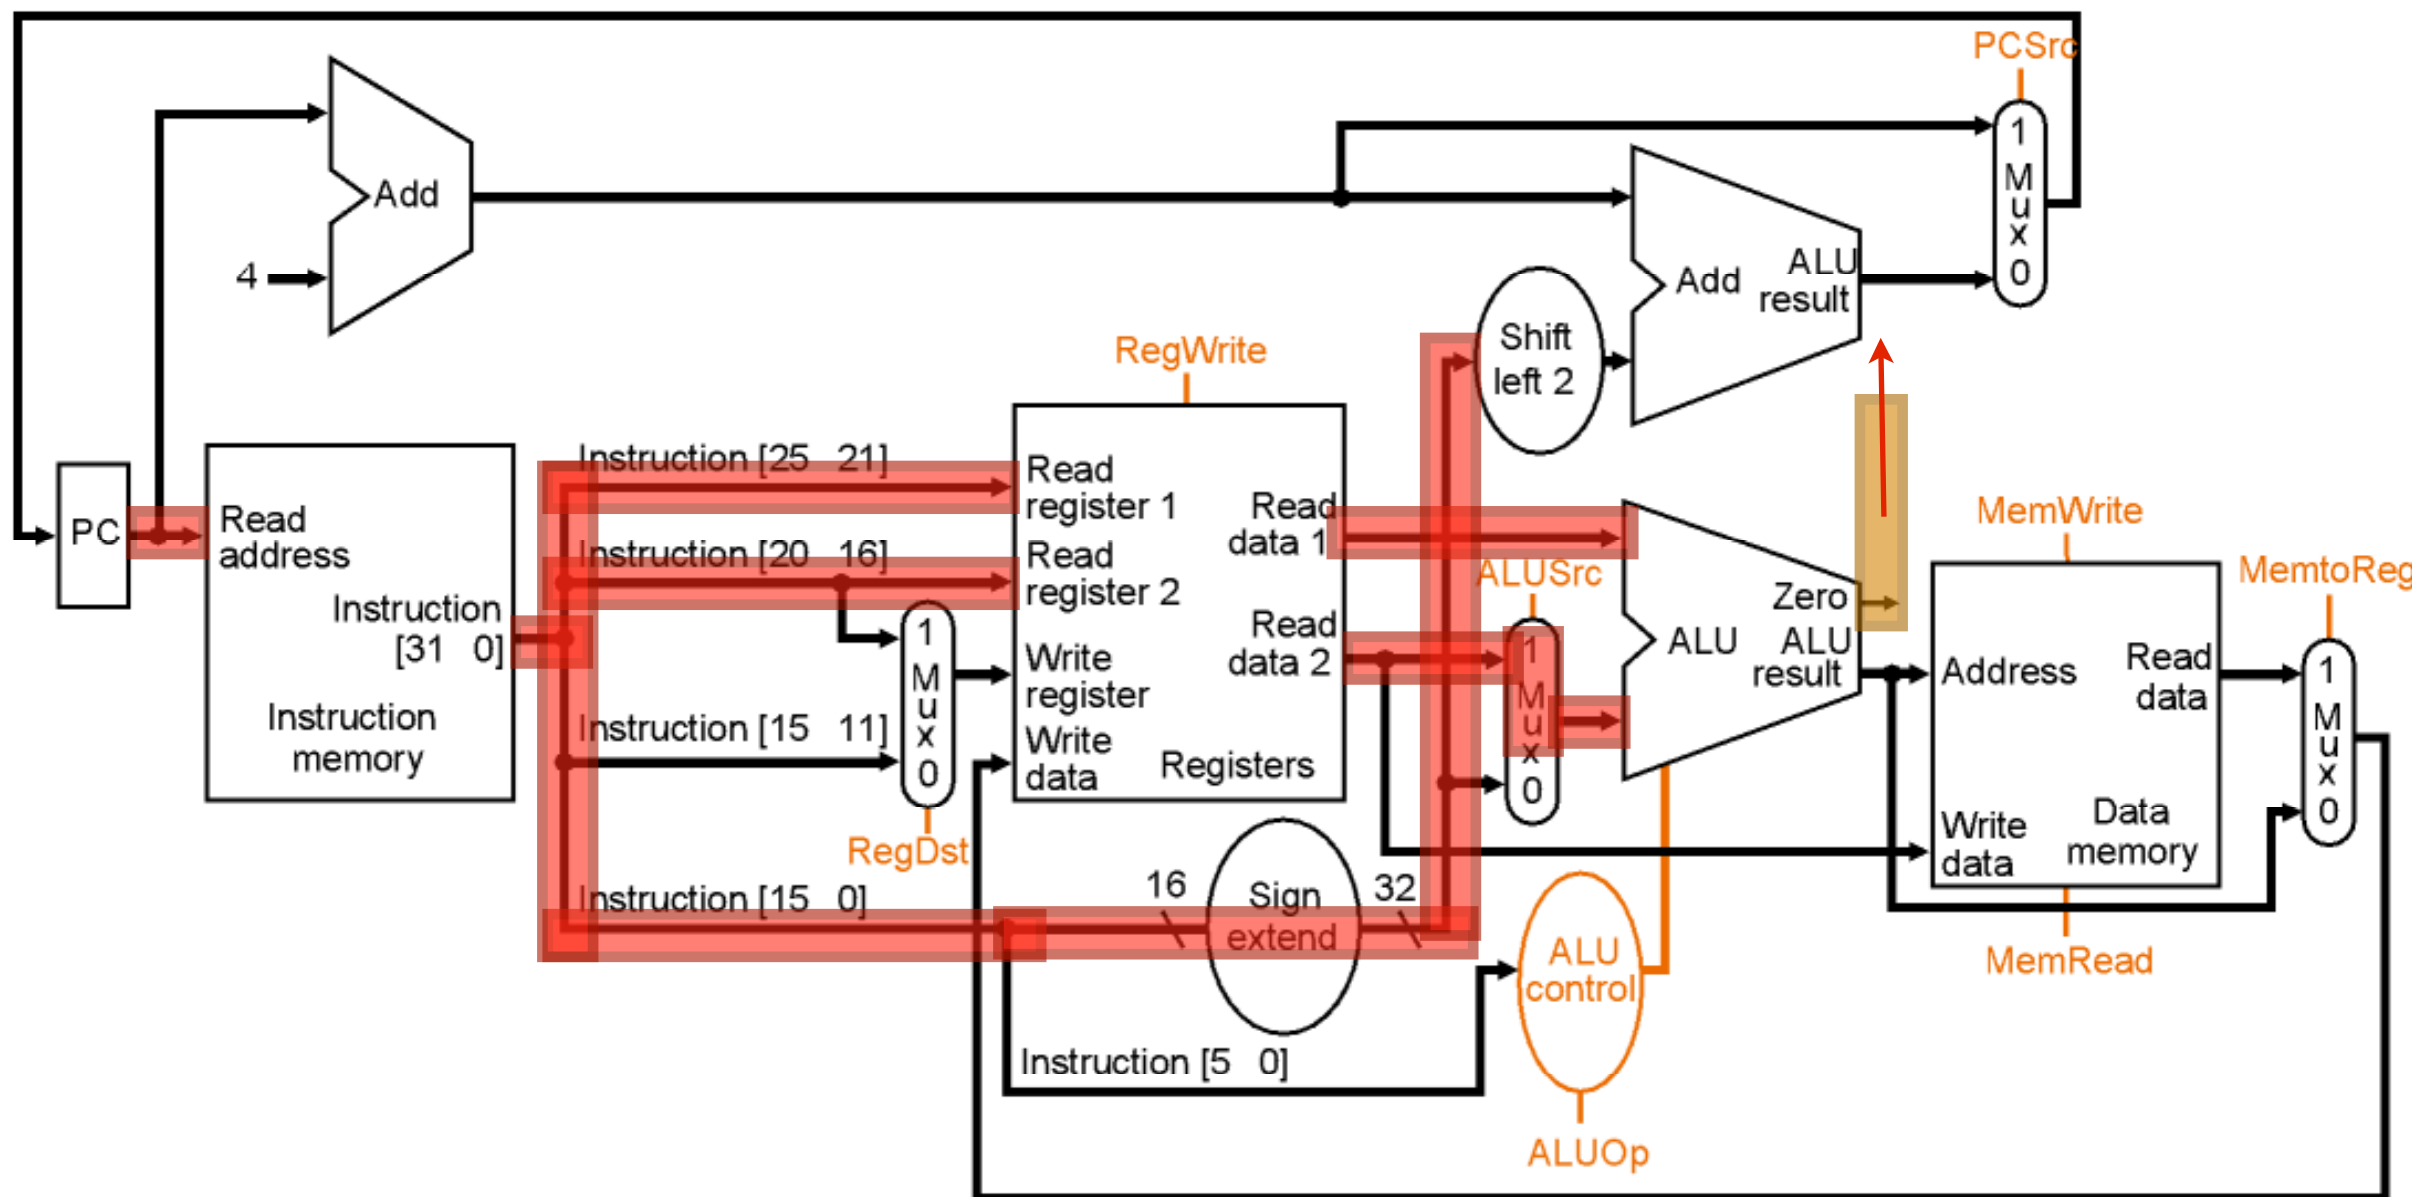 PCSrc
1
M
u
x
0
Add
4
Add
ALU
result
Shift
left 2
RegWrite
PC
Read
address
Instruction
[31 0]
Instruction
memory
Instruction [25 21]
Instruction [20 16]
Instruction [15 11]
Instruction [15 0]
1
M
u
x
0
RegDst
Read
register 1
Read
register 2
Write
register
Write
data
Read
data 1
Read
data 2
Registers
16
Sign
extend
32
ALUSrc
1
M
u
x
0
Zero
ALU
ALU
result
ALU
control
ALUOp
Instruction [5 0]
MemWrite
Address
Read
data
Write
data
Data
memory
MemRead
MemtoReg
1
M
u
x
0